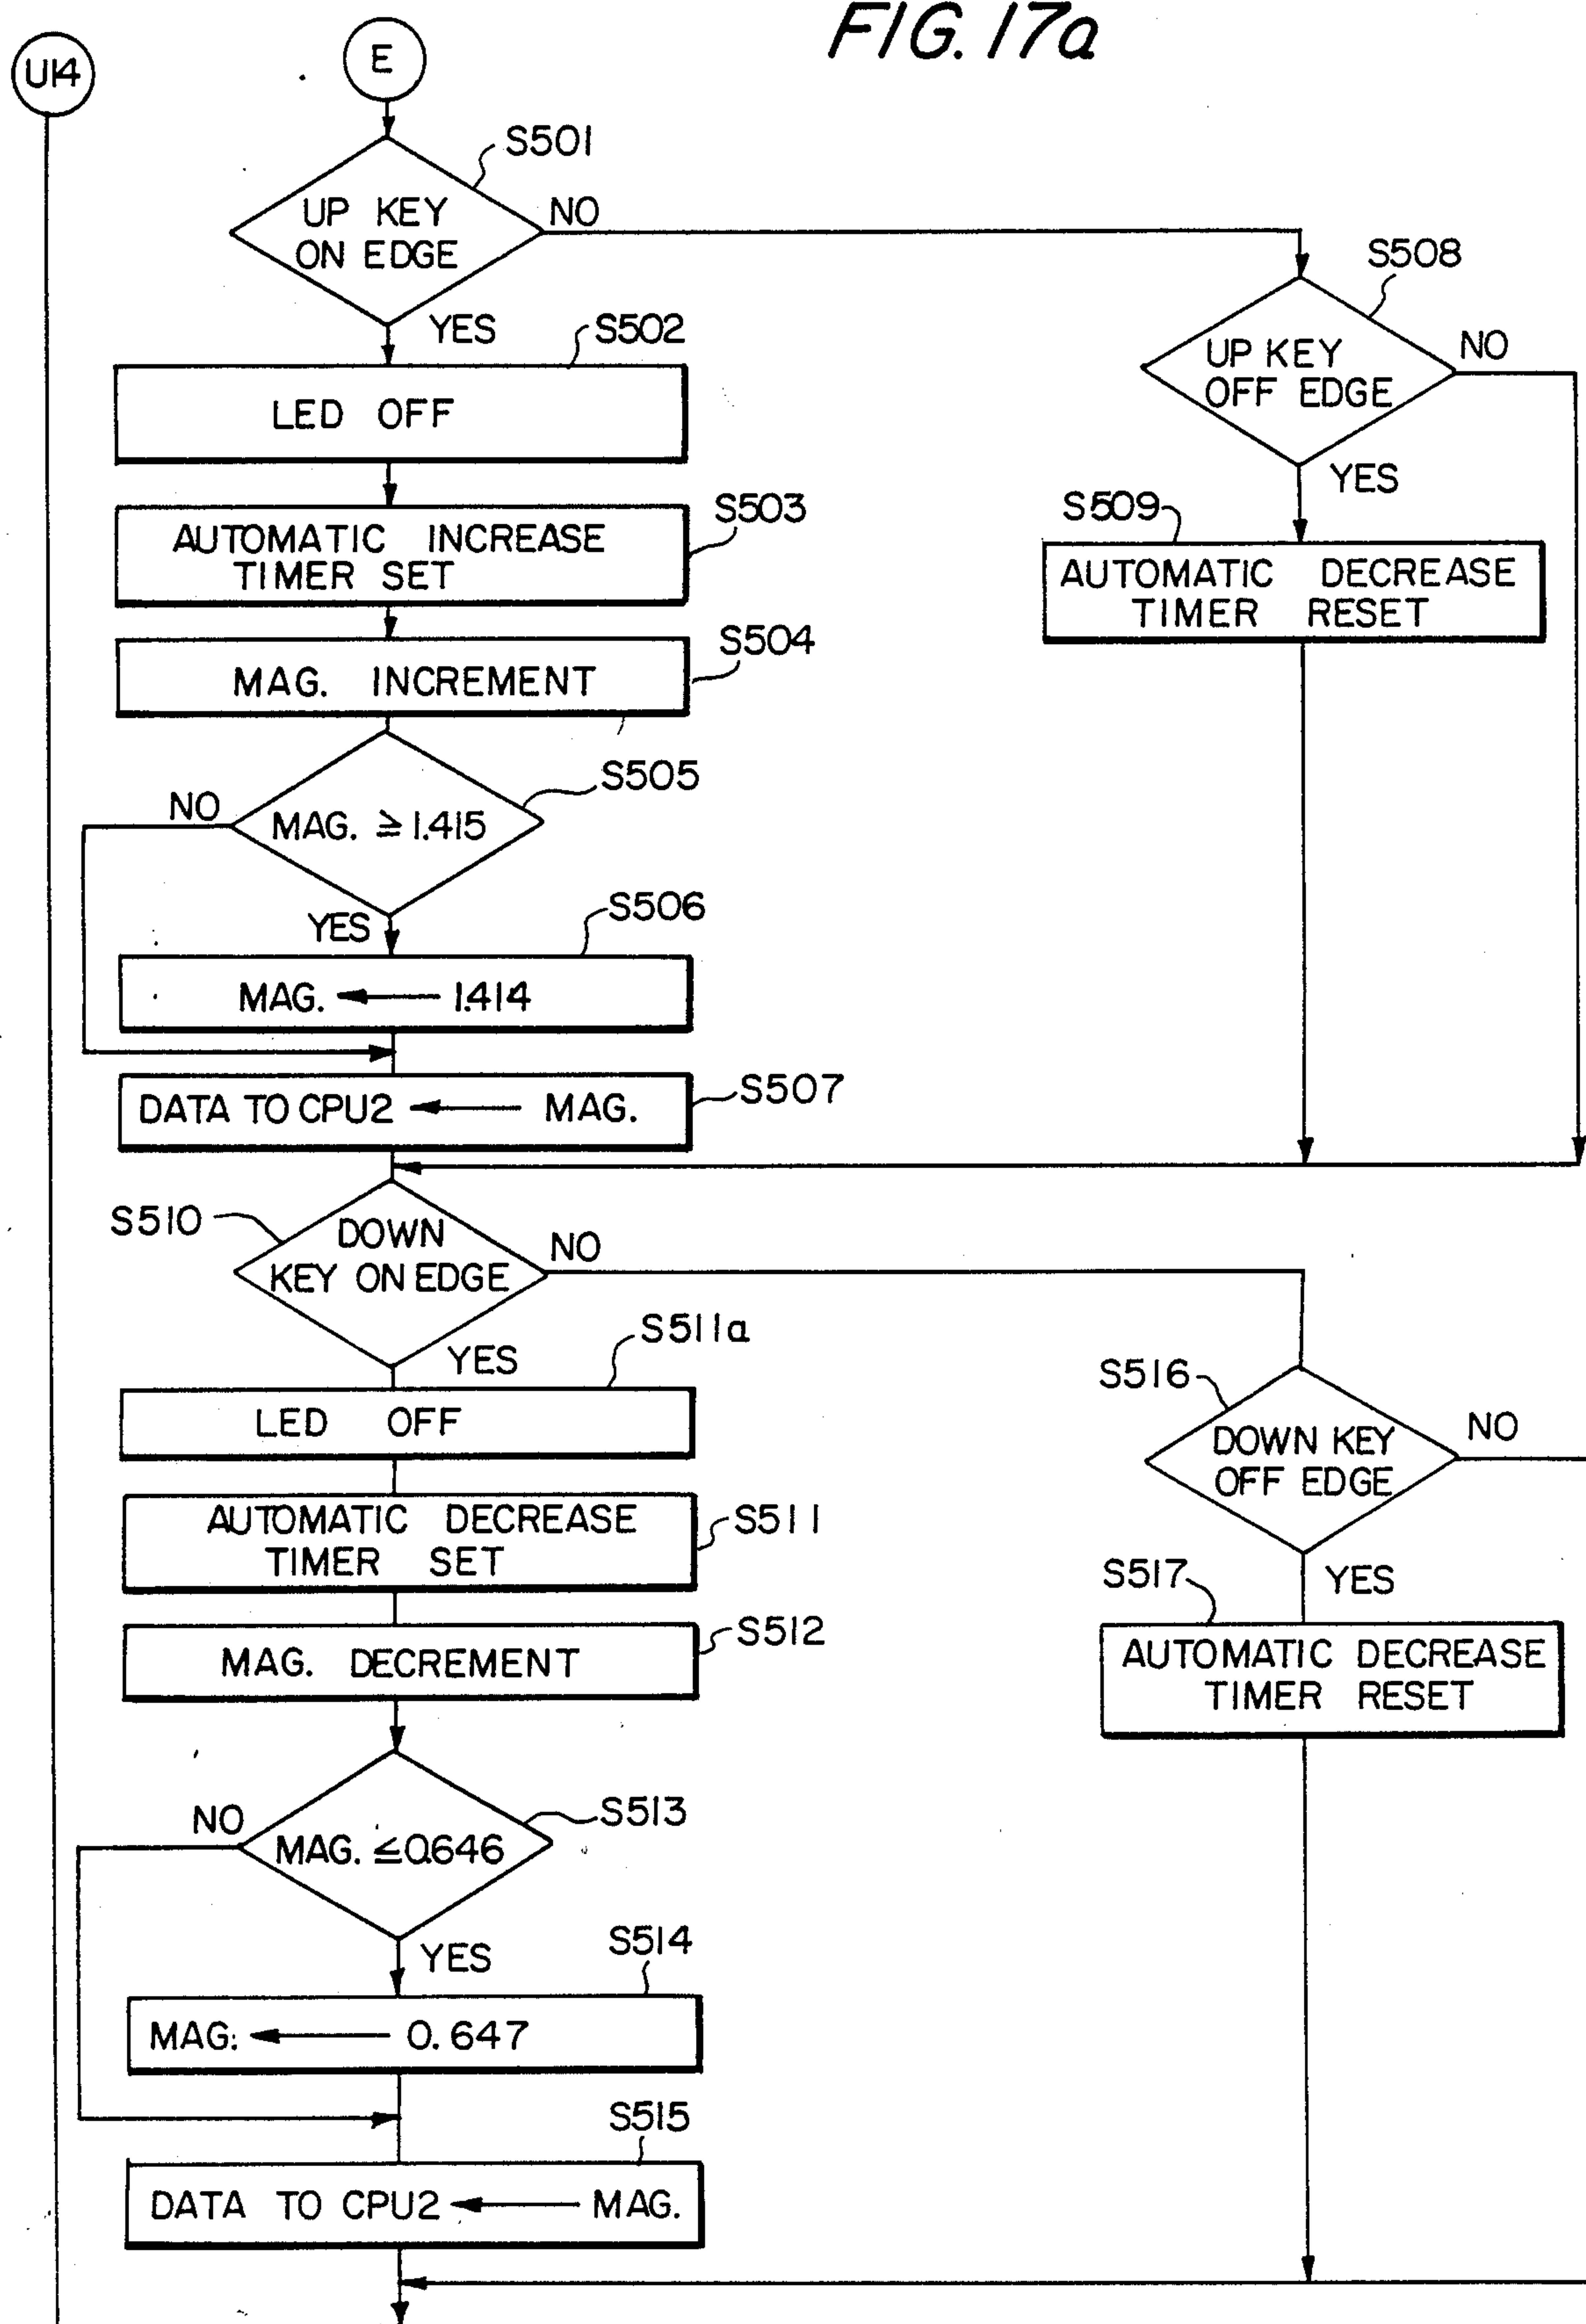 FIG. 17a
U14
E
S501
UP KEY
ON EDGE
NO
YES
S502
LED OFF
S503
AUTOMATIC INCREASE
TIMER SET
S504
MAG. INCREMENT
S505
NO
MAG. ≧ 1.415
YES
S506
MAG. ← 1.414
S507
DATA TO CPU2 ← MAG.
S508
UP KEY
OFF EDGE
NO
YES
S509
AUTOMATIC DECREASE
TIMER RESET
S510
DOWN
KEY ON EDGE
NO
YES
S511a
LED OFF
S511
AUTOMATIC DECREASE
TIMER SET
S512
MAG. DECREMENT
S513
NO
MAG. ≤ 0.646
YES
S514
MAG. ← 0.647
S515
DATA TO CPU2 ← MAG.
S516
DOWN KEY
OFF EDGE
NO
YES
S517
AUTOMATIC DECREASE
TIMER RESET